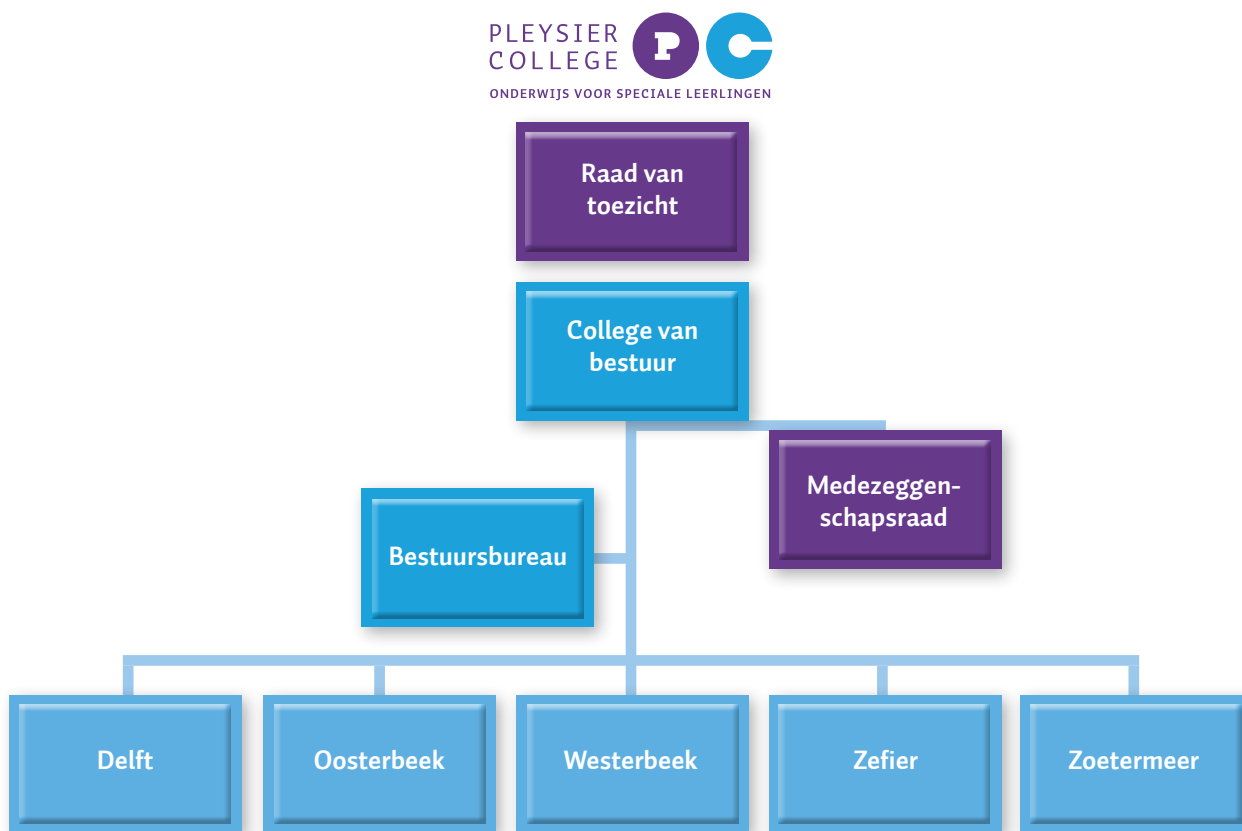 PLEYSIER
COLLEGE
P C
ONDERWIJS VOOR SPECIALE LEERLINGEN
Raad van
toezicht
College van
bestuur
Medezeggen-
schapsraad
Bestuursbureau
Delft
Oosterbeek
Westerbeek
Zefier
Zoetermeer